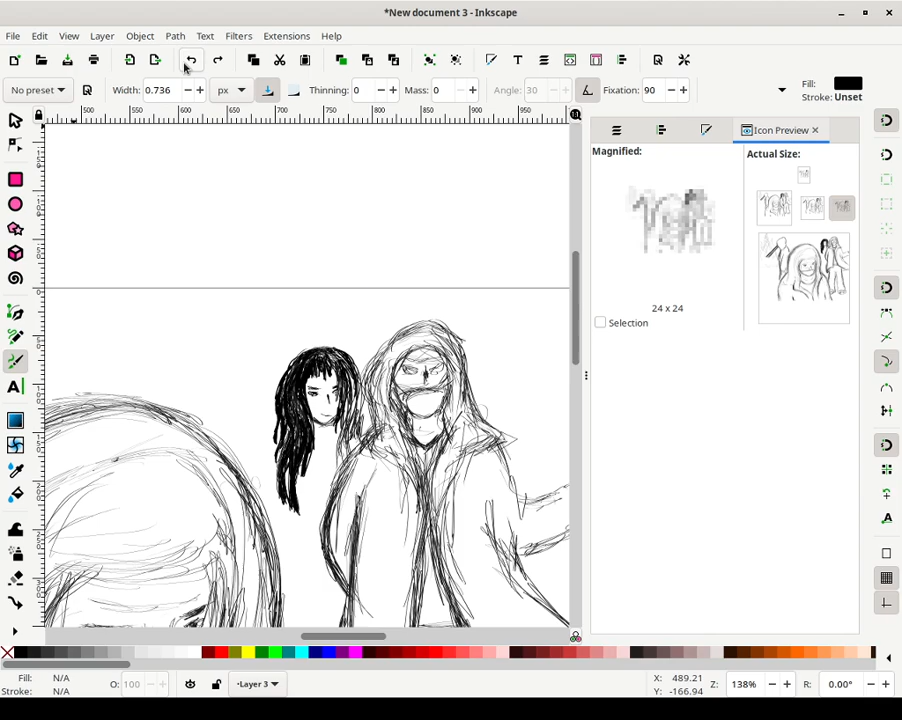 *New document 3 - Inkscape
File Edit View Layer Object Path Text Filters Extensions Help
No preset Width: 0.736 px Thinning: 0 Mass: 0 Angle: 30 Fixation: 90 Fill:
Stroke: Unset
500 550 600 650 700 750 800 850 900 950
Icon Preview
Magnified:
Actual Size:
24 x 24
Selection
Fill: N/A
Stroke: N/A
O: 100
•Layer 3
X: 489.21
Y: -166.94
Z: 138%
R: 0.00°